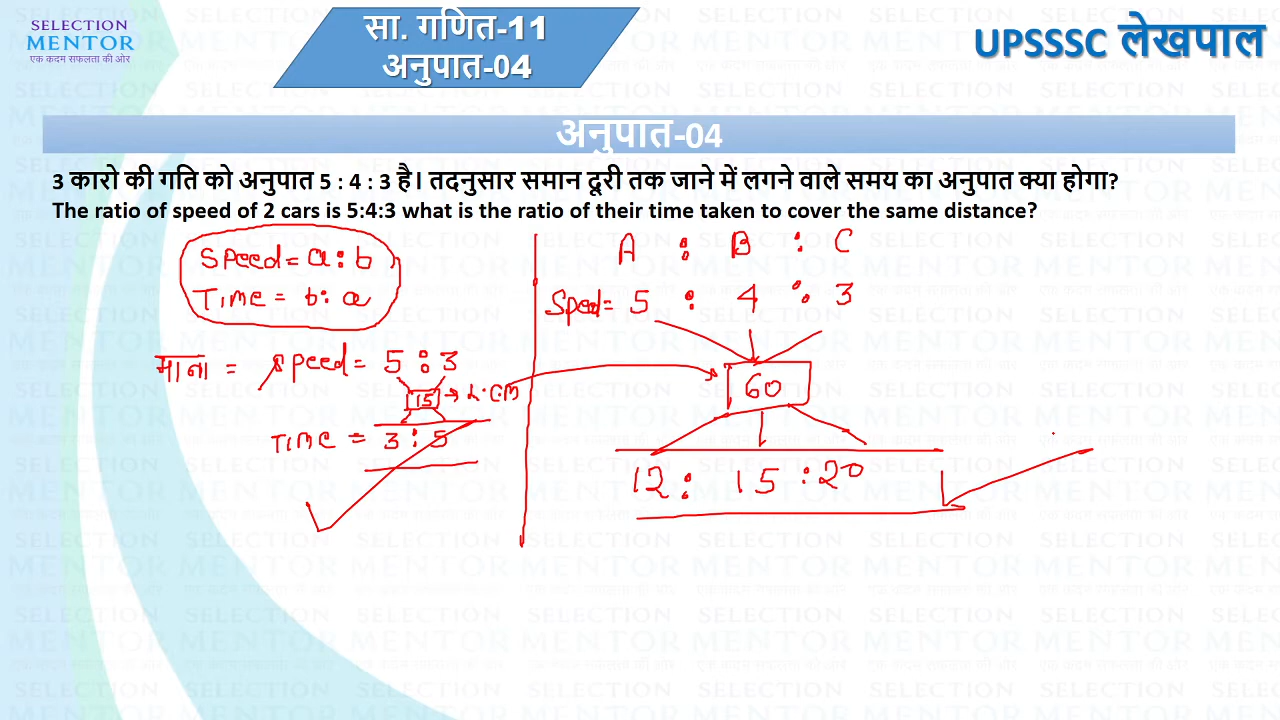 SELECTION
MENTOR
एक कदम सफलता की ओर
सा. गणित-11
अनुपात-04
UPSSSC लेखपाल
अनुपात-04
3 कारो की गति को अनुपात 5 : 4 : 3 है। तदनुसार समान दूरी तक जाने में लगने वाले समय का अनुपात क्या होगा?
The ratio of speed of 2 cars is 5:4:3 what is the ratio of their time taken to cover the same distance?
Speed = a : b
Time = b : a
माना = speed = 5 : 3
15 → L.C.M
Time = 3 : 5
A : B : C
Speed = 5 : 4 : 3
60
12 : 15 : 20